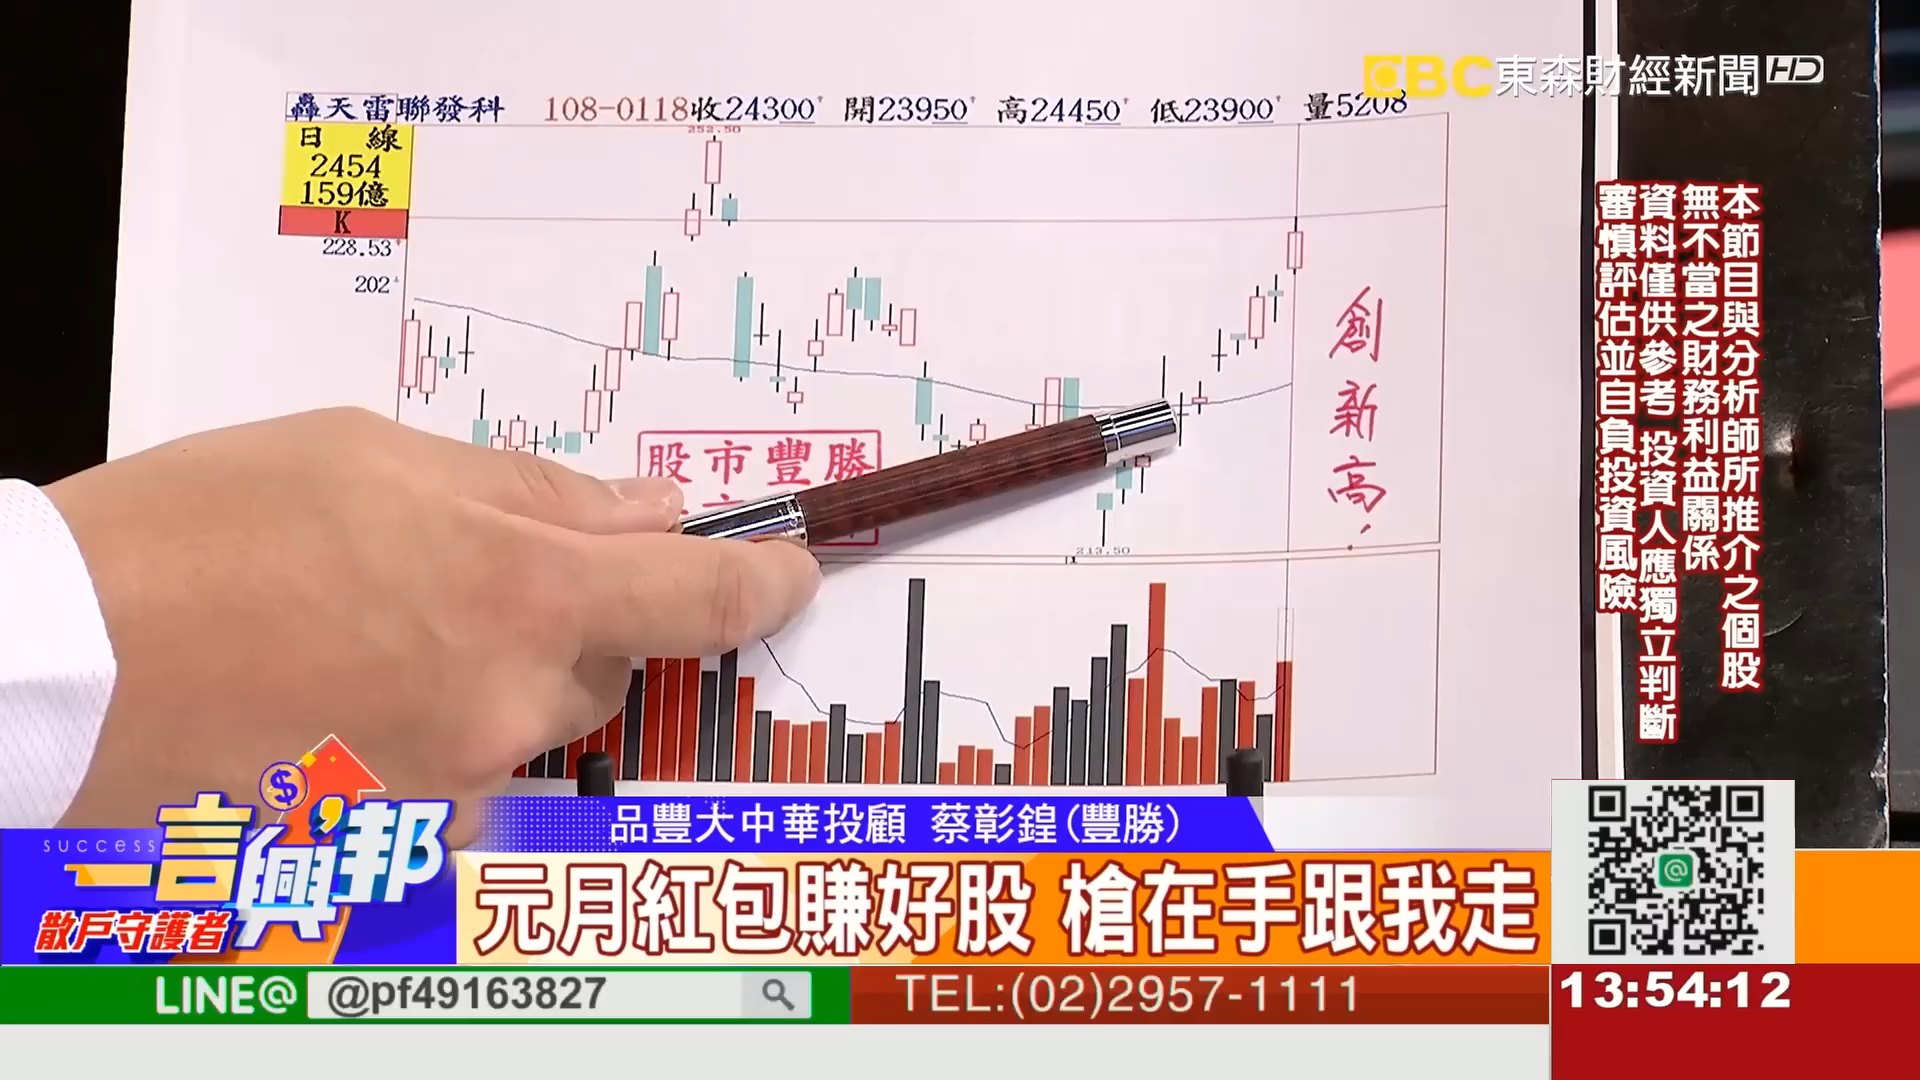 EBC東森財經新聞HD
轟天雷聯發科 108-0118收24300 開23950 高24450 低23900 量5208
日 線
2454
159億
K
228.53
202
252.50
創新高!
股市豐勝
213.50
本節目與分析師所推介之個股
無不當之財務利益關係
資料僅供參考 投資人應獨立判斷
審慎評估並自負投資風險
success
一言興邦
散戶守護者
品豐大中華投顧 蔡彰鍠(豐勝)
元月紅包賺好股 槍在手跟我走
LINE@ @pf49163827
TEL:(02)2957-1111
13:54:12